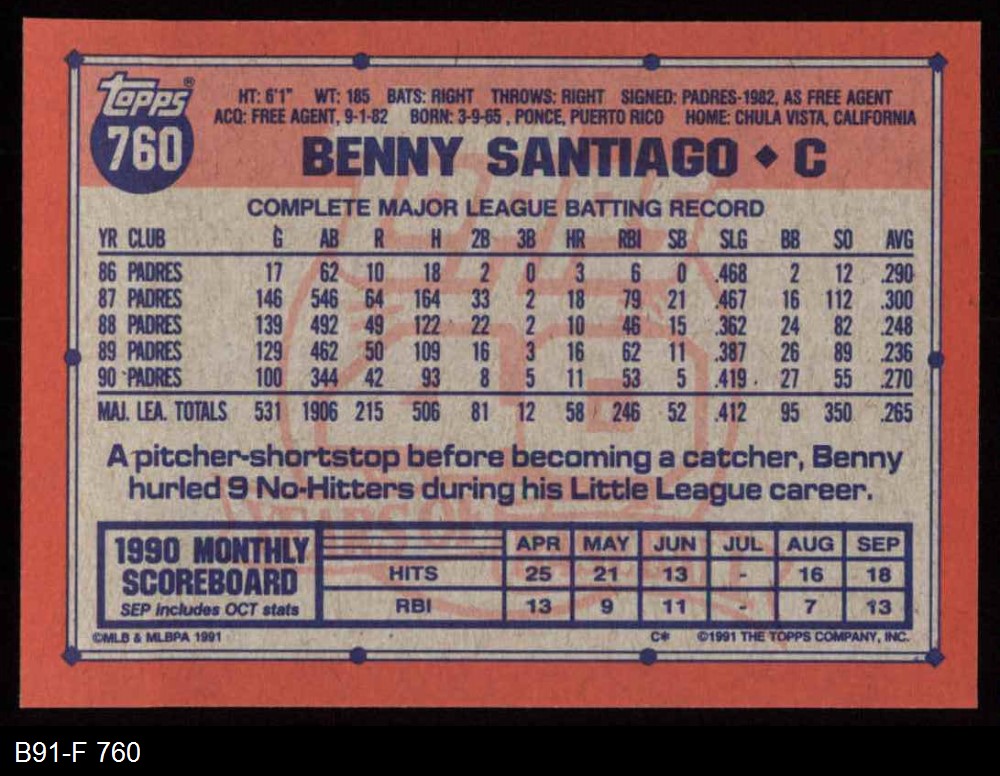 Topps®
760
HT: 6'1" WT: 185 BATS: RIGHT THROWS: RIGHT SIGNED: PADRES-1982, AS FREE AGENT
ACQ: FREE AGENT, 9-1-82 BORN: 3-9-65 , PONCE, PUERTO RICO HOME: CHULA VISTA, CALIFORNIA
BENNY SANTIAGO ◆ C
COMPLETE MAJOR LEAGUE BATTING RECORD
YR CLUB G AB R H 2B 3B HR RBI SB SLG BB SO AVG
86 PADRES 17 62 10 18 2 0 3 6 0 .468 2 12 .290
87 PADRES 146 546 64 164 33 2 18 79 21 .467 16 112 .300
88 PADRES 139 492 49 122 22 2 10 46 15 .362 24 82 .248
89 PADRES 129 462 50 109 16 3 16 62 11 .387 26 89 .236
90 PADRES 100 344 42 93 8 5 11 53 5 .419 27 55 .270
MAJ. LEA. TOTALS 531 1906 215 506 81 12 58 246 52 .412 95 350 .265
A pitcher-shortstop before becoming a catcher, Benny
hurled 9 No-Hitters during his Little League career.
1990 MONTHLY
SCOREBOARD
SEP includes OCT stats
APR MAY JUN JUL AUG SEP
HITS 25 21 13 - 16 18
RBI 13 9 11 - 7 13
©MLB & MLBPA 1991 C* ©1991 THE TOPPS COMPANY, INC.
B91-F 760